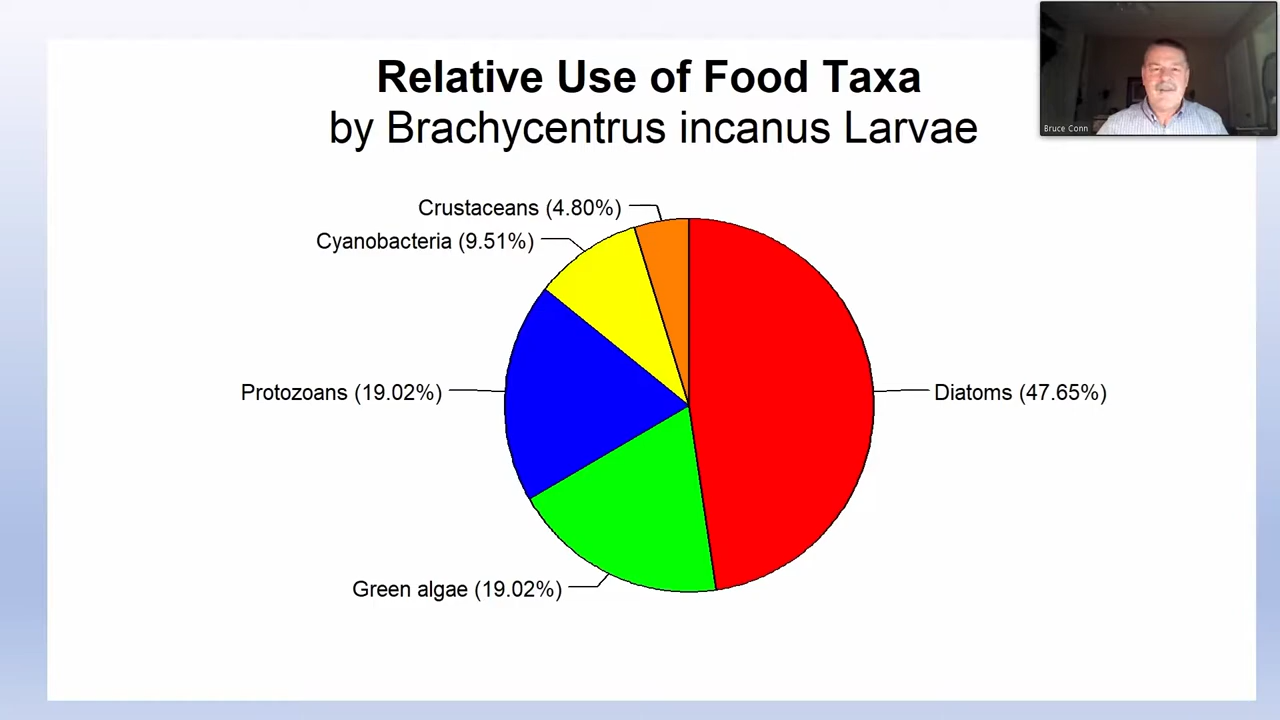 Relative Use of Food Taxa
by Brachycentrus incanus Larvae
Bruce Conn
Crustaceans (4.80%)
Cyanobacteria (9.51%)
Protozoans (19.02%)
Diatoms (47.65%)
Green algae (19.02%)